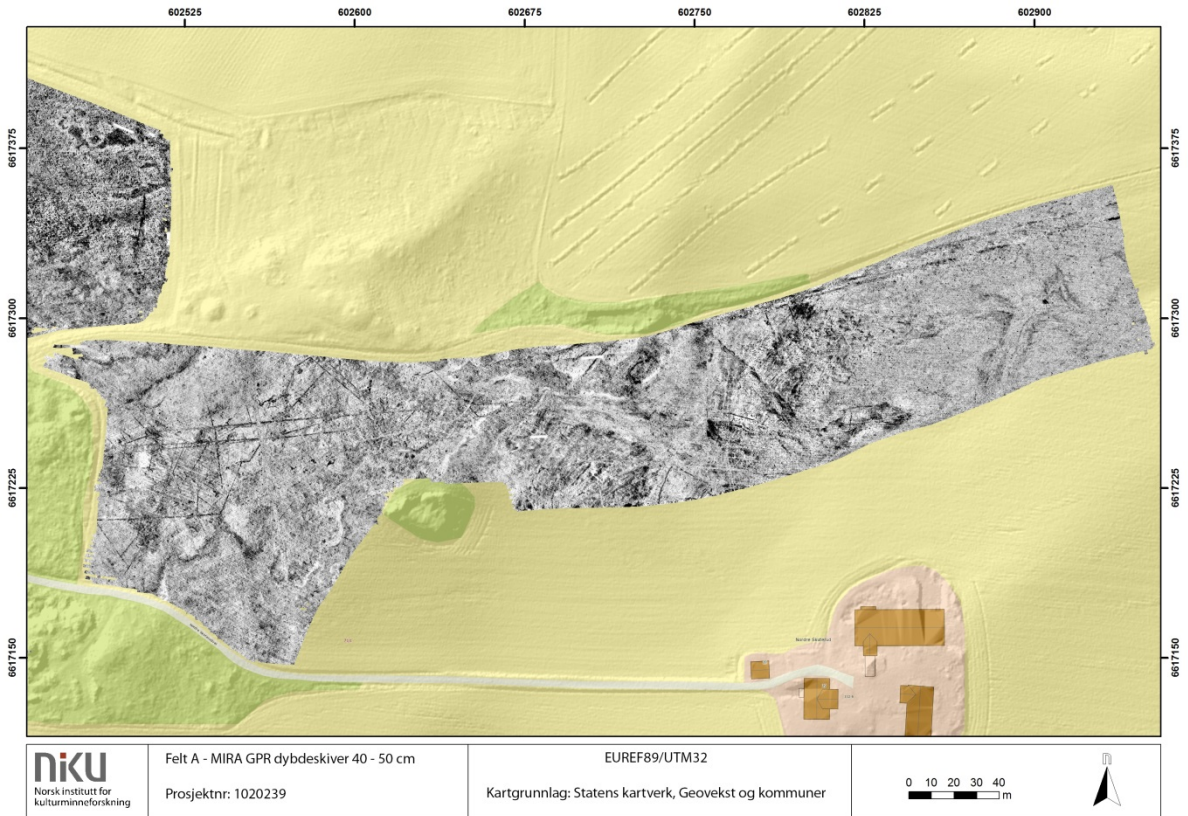 602525 602600 602675 602750 602825 602900
6617375 6617375
6617300 6617300
6617225 6617225
6617150 6617150
niku
Norsk institutt for
kulturminneforskning
Felt A - MIRA GPR dybdeskiver 40 - 50 cm
Prosjektnr: 1020239
EUREF89/UTM32
Kartgrunnlag: Statens kartverk, Geovekst og kommuner
0 10 20 30 40
m
n